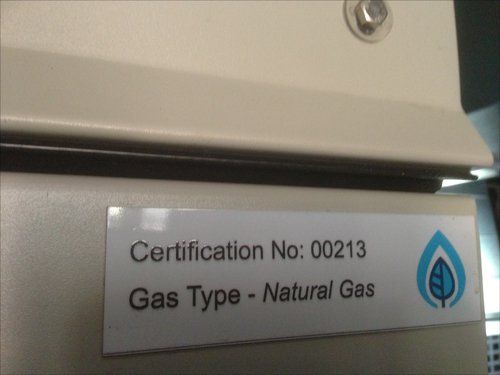 Certification No: 00213
Gas Type - Natural Gas